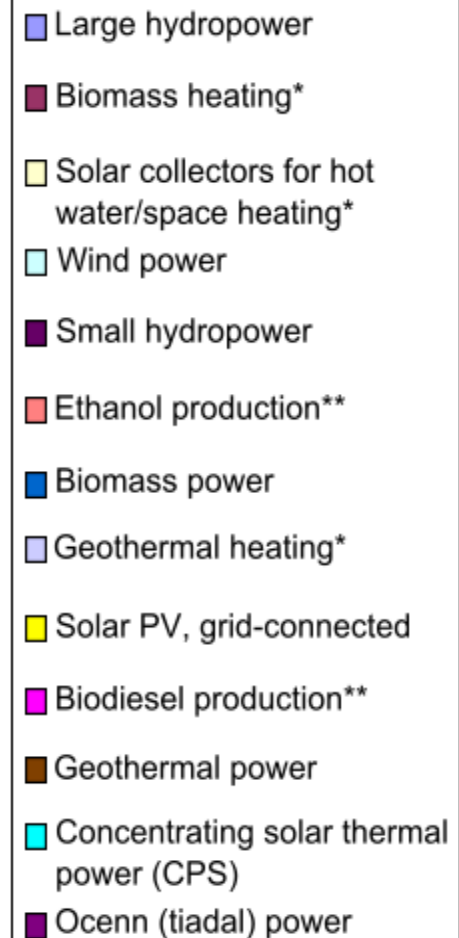 Large hydropower
Biomass heating*
Solar collectors for hot
water/space heating*
Wind power
Small hydropower
Ethanol production**
Biomass power
Geothermal heating*
Solar PV, grid-connected
Biodiesel production**
Geothermal power
Concentrating solar thermal
power (CPS)
Ocenn (tiadal) power